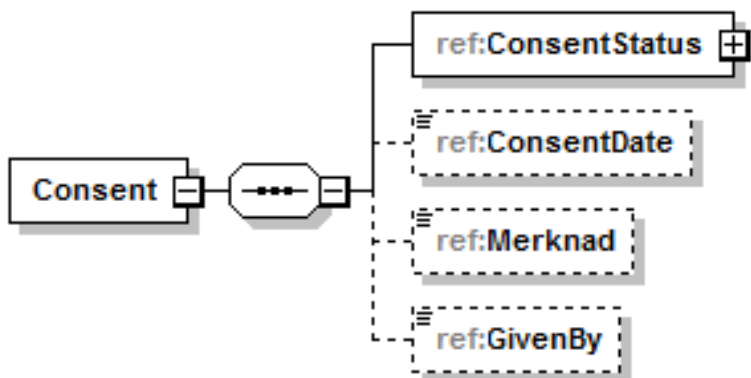 ref:ConsentStatus
ref:ConsentDate
Consent
ref:Merknad
ref:GivenBy